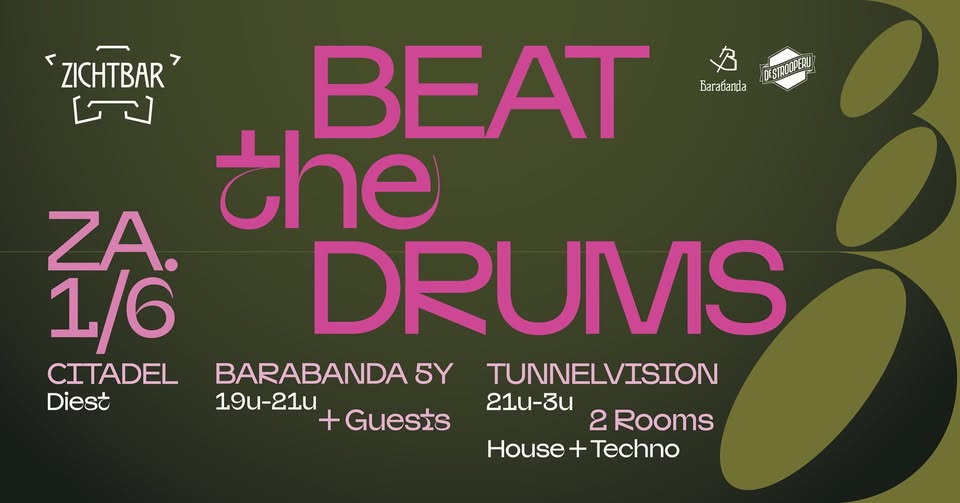 ZICHTBAR
BEAT
the
DRUMS
Barabanda
DE STROOPERIJ
ZA.
1/6
CITADEL
Diest
BARABANDA 5Y
19u-21u
+ Guests
TUNNELVISION
21u-3u
2 Rooms
House + Techno